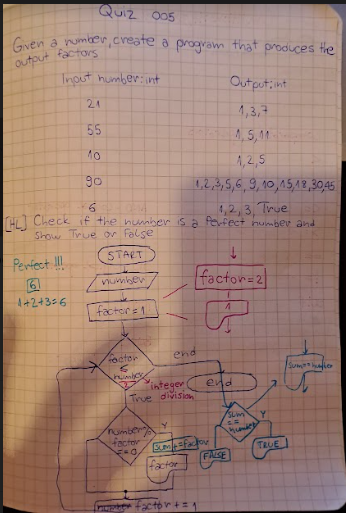 Quiz 005
Given a number, create a program that produces the
output factors
Input number:int
Output:int
21
1,3,7
55
1,5,11
10
1,2,5
90
1,2,3,5,6,9,10,15,18,30,45
6
1,2,3,True
[HL] Check if the number is a Perfect number and
show True or False
Perfect !!!
6
1+2+3=6
START
number
factor=1
factor=2
1
factor
≤
number
2
integer
division
end
end
True
number%
factor
==0
Y
sum+=factor
factor
sum
==
number
Y
FALSE
TRUE
factor+=1